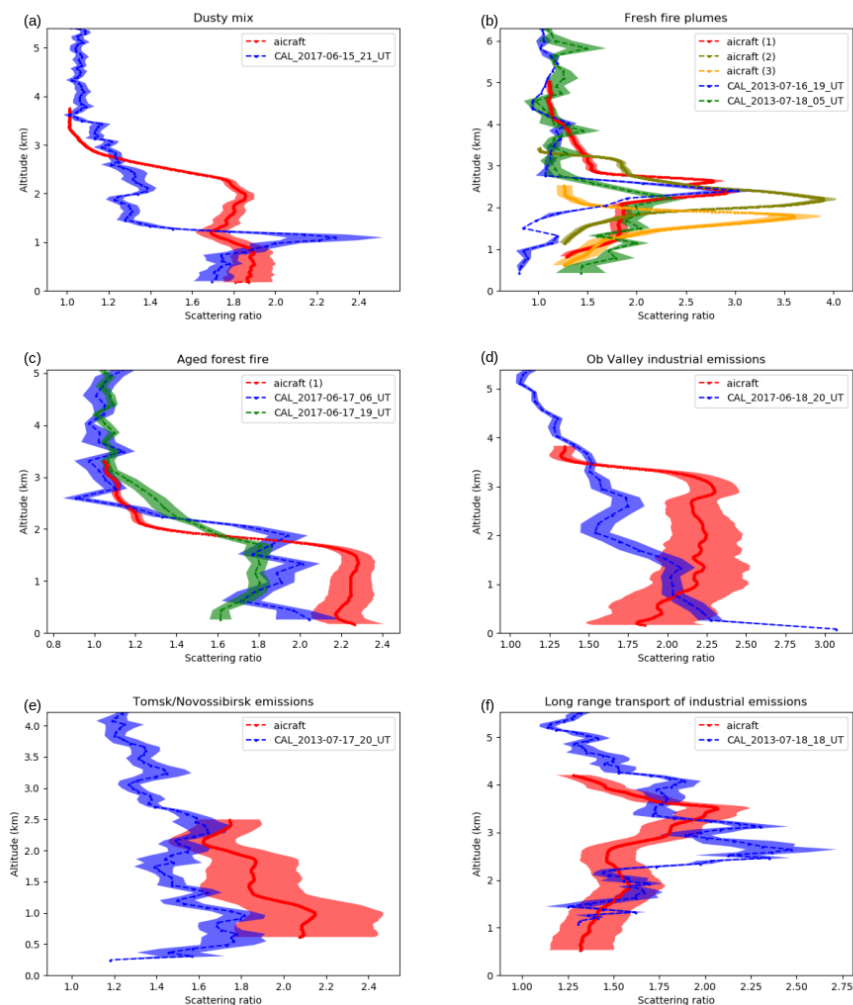 (a) Dusty mix
aicraft
CAL_2017-06-15_21_UT
Altitude (km)
5
4
3
2
1
0
1.0 1.2 1.4 1.6 1.8 2.0 2.2 2.4
Scattering ratio
(b) Fresh fire plumes
aicraft (1)
aicraft (2)
aicraft (3)
CAL_2013-07-16_19_UT
CAL_2013-07-18_05_UT
Altitude (km)
6
5
4
3
2
1
0
1.0 1.5 2.0 2.5 3.0 3.5 4.0
Scattering ratio
(c) Aged forest fire
aicraft (1)
CAL_2017-06-17_06_UT
CAL_2017-06-17_19_UT
Altitude (km)
5
4
3
2
1
0
0.8 1.0 1.2 1.4 1.6 1.8 2.0 2.2 2.4
Scattering ratio
(d) Ob Valley industrial emissions
aicraft
CAL_2017-06-18_20_UT
Altitude (km)
5
4
3
2
1
0
1.00 1.25 1.50 1.75 2.00 2.25 2.50 2.75 3.00
Scattering ratio
(e) Tomsk/Novossibirsk emissions
aicraft
CAL_2013-07-17_20_UT
Altitude (km)
4.0
3.5
3.0
2.5
2.0
1.5
1.0
0.5
0.0
1.0 1.2 1.4 1.6 1.8 2.0 2.2 2.4
Scattering ratio
(f) Long range transport of industrial emissions
aicraft
CAL_2013-07-18_18_UT
Altitude (km)
5
4
3
2
1
0
1.00 1.25 1.50 1.75 2.00 2.25 2.50 2.75
Scattering ratio